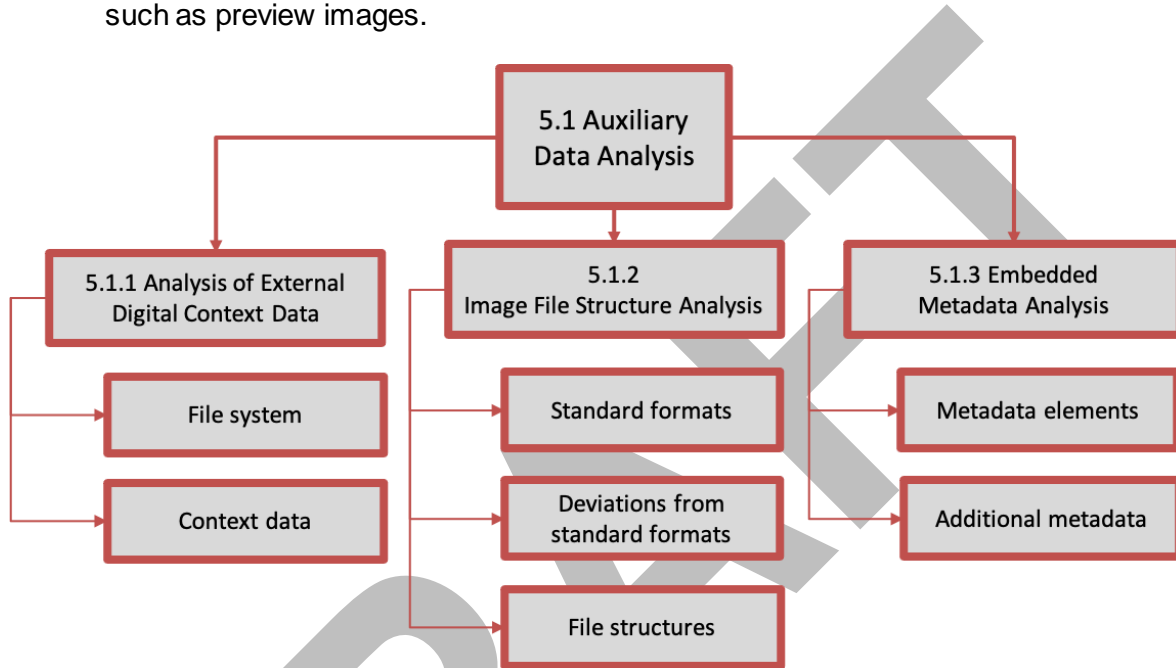 such as preview images.
5.1 Auxiliary
Data Analysis
5.1.1 Analysis of External
Digital Context Data
File system
Context data
5.1.2
Image File Structure Analysis
Standard formats
Deviations from
standard formats
File structures
5.1.3 Embedded
Metadata Analysis
Metadata elements
Additional metadata
DRAFT